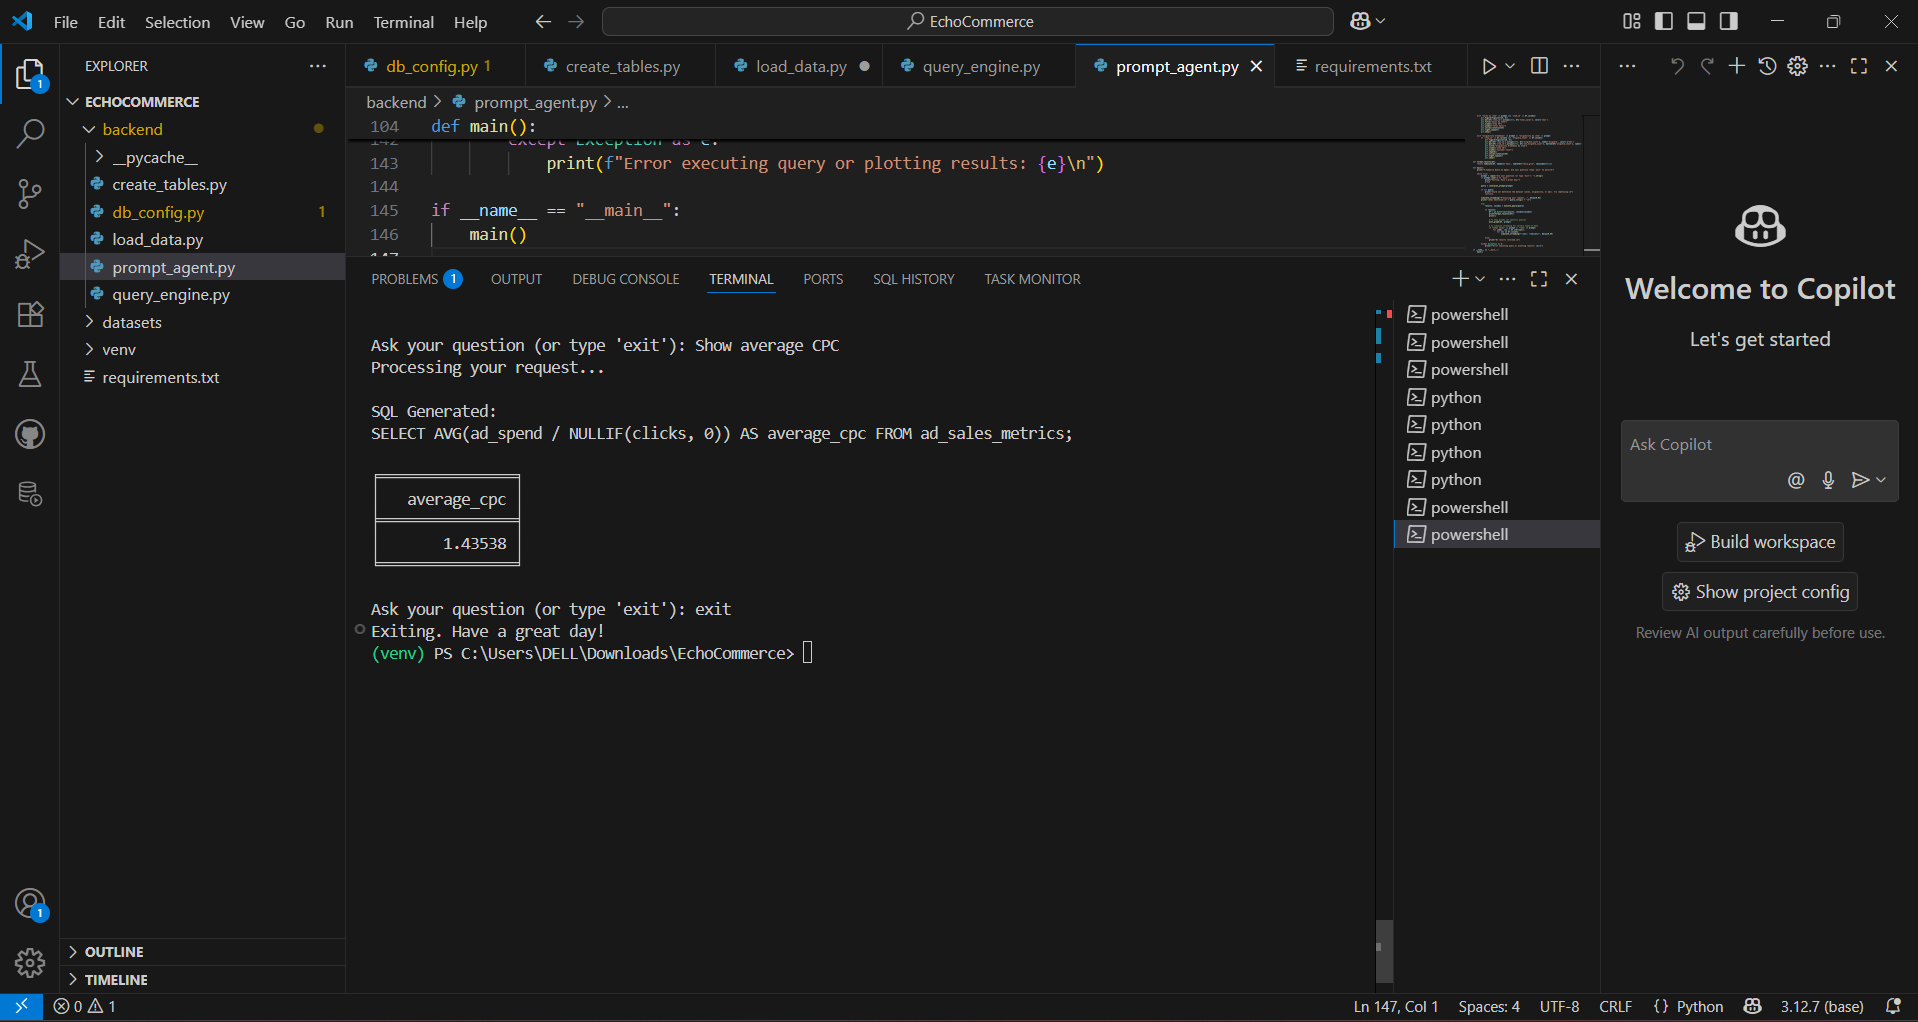 File Edit Selection View Go Run Terminal Help
EchoCommerce
EXPLORER
ECHOCOMMERCE
backend
__pycache__
create_tables.py
db_config.py 1
load_data.py
prompt_agent.py
query_engine.py
datasets
venv
requirements.txt
OUTLINE
TIMELINE
1
1
db_config.py 1 create_tables.py load_data.py query_engine.py prompt_agent.py requirements.txt
backend > prompt_agent.py > ...
104 def main():
142 except Exception as e:
143 print(f"Error executing query or plotting results: {e}\n")
144
145 if __name__ == "__main__":
146 main()
147
PROBLEMS 1 OUTPUT DEBUG CONSOLE TERMINAL PORTS SQL HISTORY TASK MONITOR
Ask your question (or type 'exit'): Show average CPC
Processing your request...
SQL Generated:
SELECT AVG(ad_spend / NULLIF(clicks, 0)) AS average_cpc FROM ad_sales_metrics;
average_cpc
1.43538
Ask your question (or type 'exit'): exit
Exiting. Have a great day!
(venv) PS C:\Users\DELL\Downloads\EchoCommerce>
powershell
powershell
powershell
python
python
python
python
powershell
powershell
Welcome to Copilot
Let's get started
Ask Copilot
Build workspace
Show project config
Review AI output carefully before use.
0 1
Ln 147, Col 1 Spaces: 4 UTF-8 CRLF {} Python 3.12.7 (base)